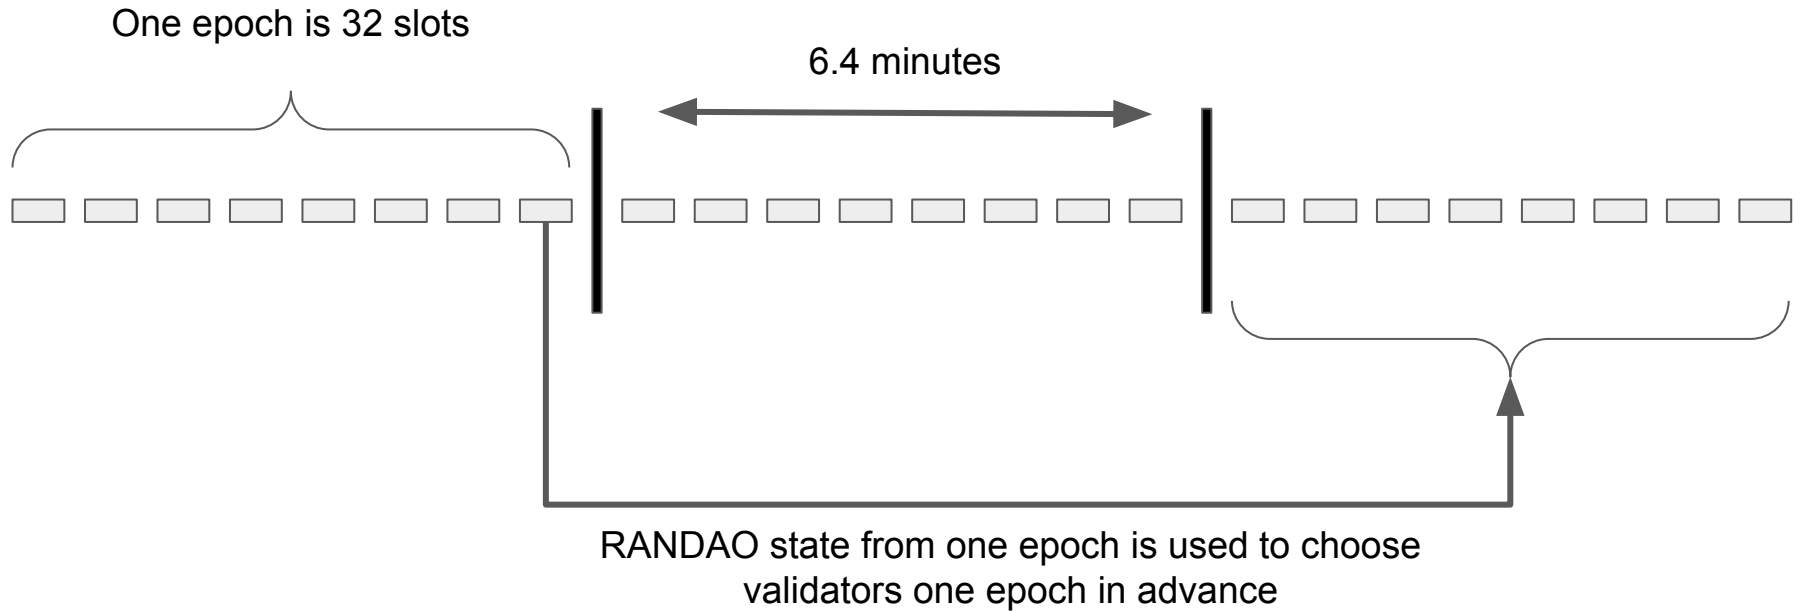 One epoch is 32 slots
6.4 minutes
RANDAO state from one epoch is used to choose
validators one epoch in advance